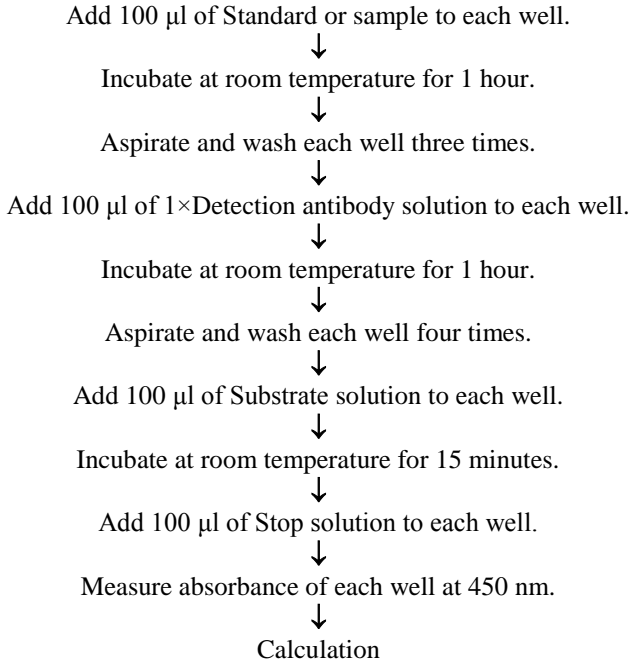 Add 100 μl of Standard or sample to each well.
↓
Incubate at room temperature for 1 hour.
↓
Aspirate and wash each well three times.
↓
Add 100 μl of 1×Detection antibody solution to each well.
↓
Incubate at room temperature for 1 hour.
↓
Aspirate and wash each well four times.
↓
Add 100 μl of Substrate solution to each well.
↓
Incubate at room temperature for 15 minutes.
↓
Add 100 μl of Stop solution to each well.
↓
Measure absorbance of each well at 450 nm.
↓
Calculation